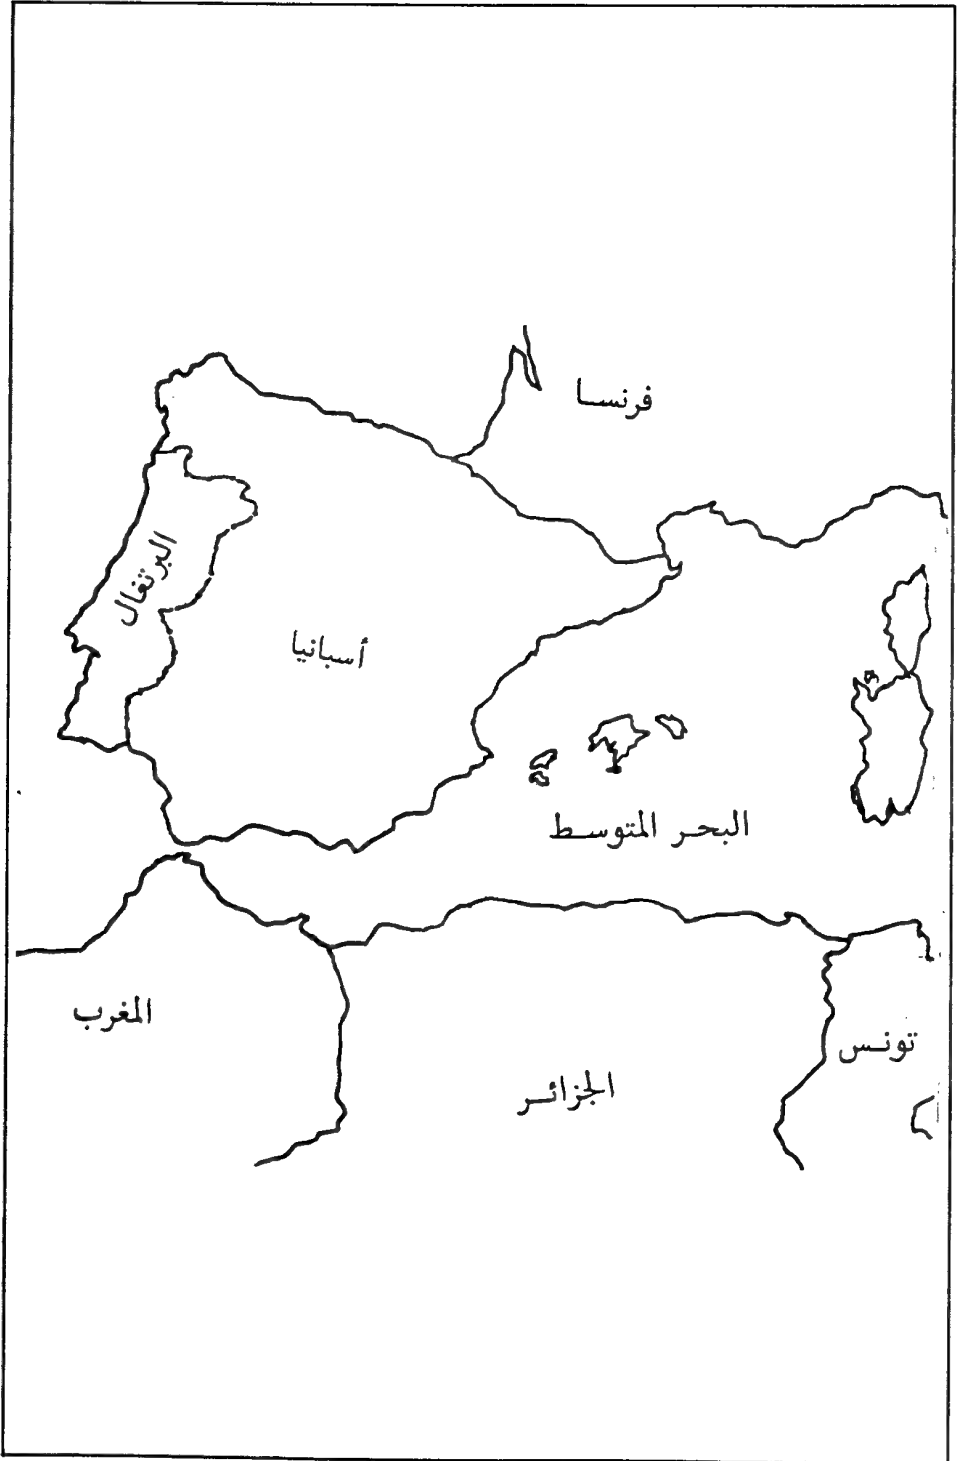 فرنسا
البرتغال
أسبانيا
البحر المتوسط
المغرب
تونس
الجزائر